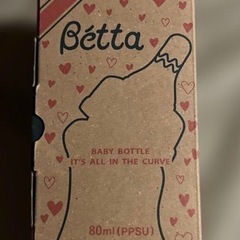 Bétta
BABY BOTTLE
IT'S ALL IN THE CURVE
80ml(PPSU)